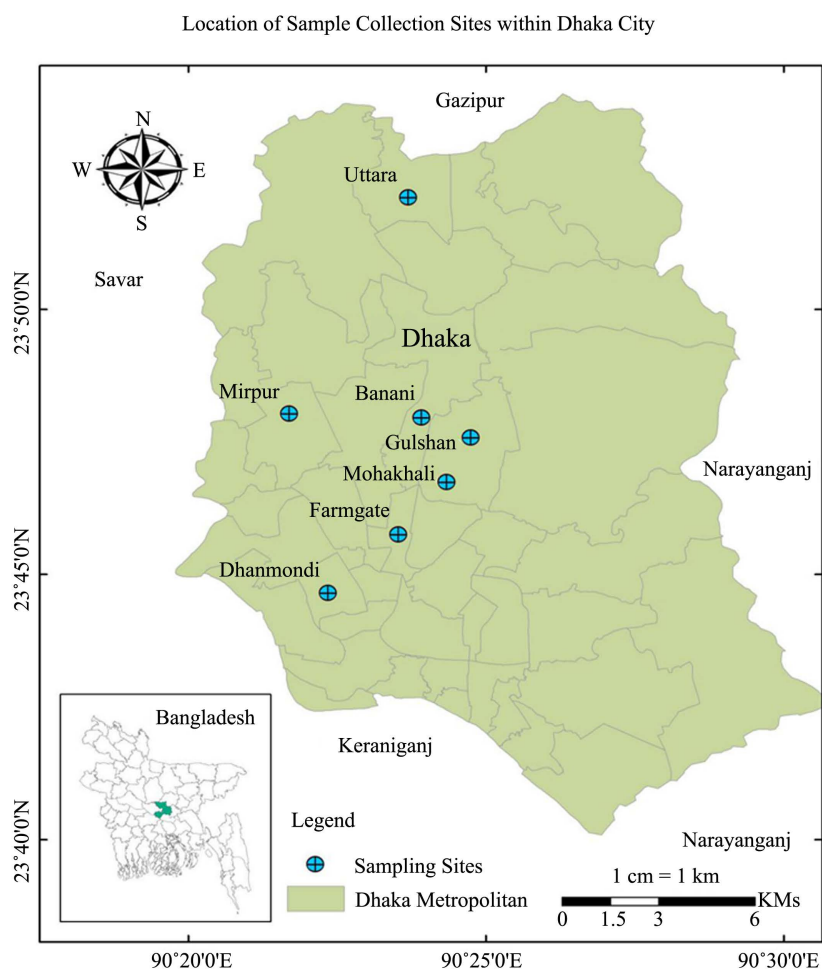 Location of Sample Collection Sites within Dhaka City
Gazipur
N
W
E
S
Uttara
Savar
23°50'0"N
Dhaka
Mirpur
Banani
Gulshan
Mohakhali
Narayanganj
Farmgate
23°45'0"N
Dhanmondi
Bangladesh
Keraniganj
Legend
23°40'0"N
Narayanganj
Sampling Sites
1 cm = 1 km
Dhaka Metropolitan
KMs
0 1.5 3 6
90°20'0"E 90°25'0"E 90°30'0"E